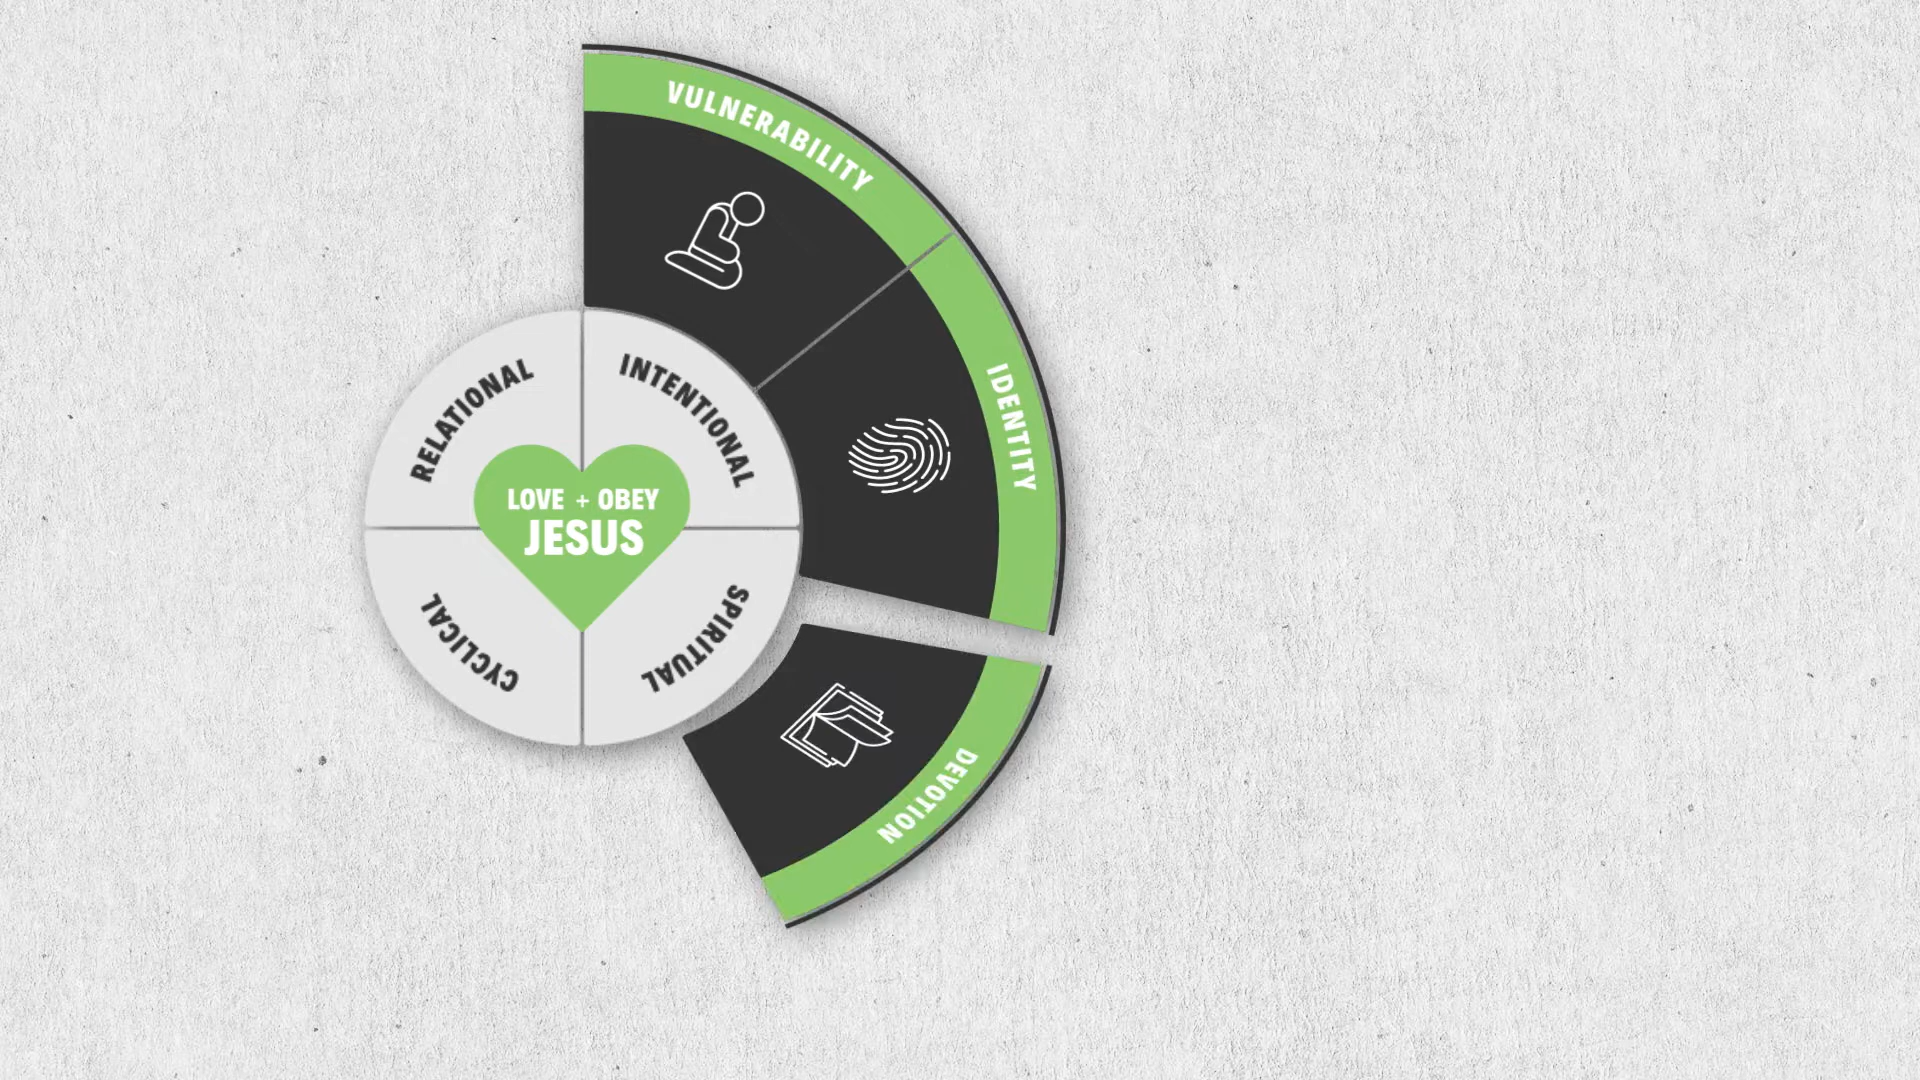 VULNERABILITY
IDENTITY
DEVOTION
RELATIONAL
INTENTIONAL
LOVE + OBEY
JESUS
CYCLICAL
SPIRITUAL